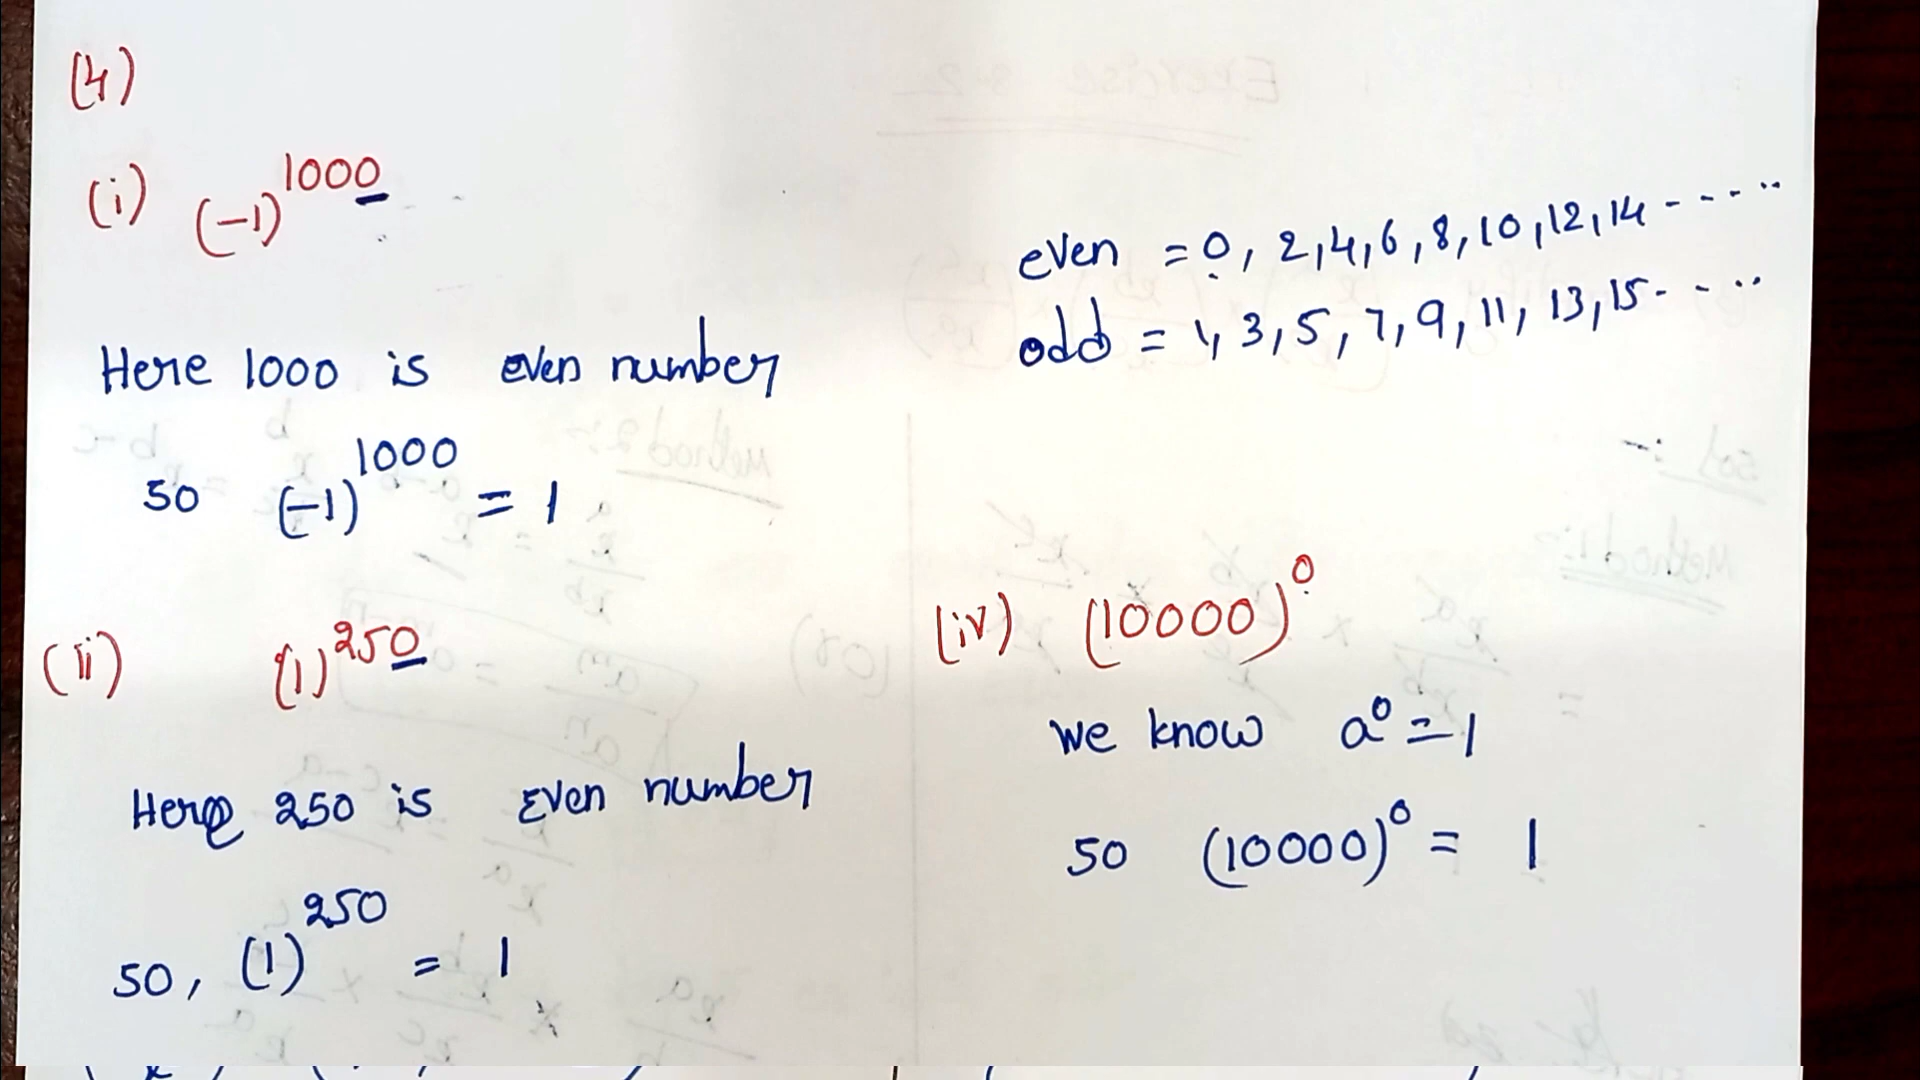 (4)
(i) (-1)^1000
even = 0, 2, 4, 6, 8, 10, 12, 14 - - - - ..
odd = 1, 3, 5, 7, 9, 11, 13, 15 - - - ..
Here 1000 is even number
so (-1)^1000 = 1
(ii) (1)^250
Here 250 is Even number
so, (1)^250 = 1
(iv) (10000)^0
we know a^0 = 1
so (10000)^0 = 1